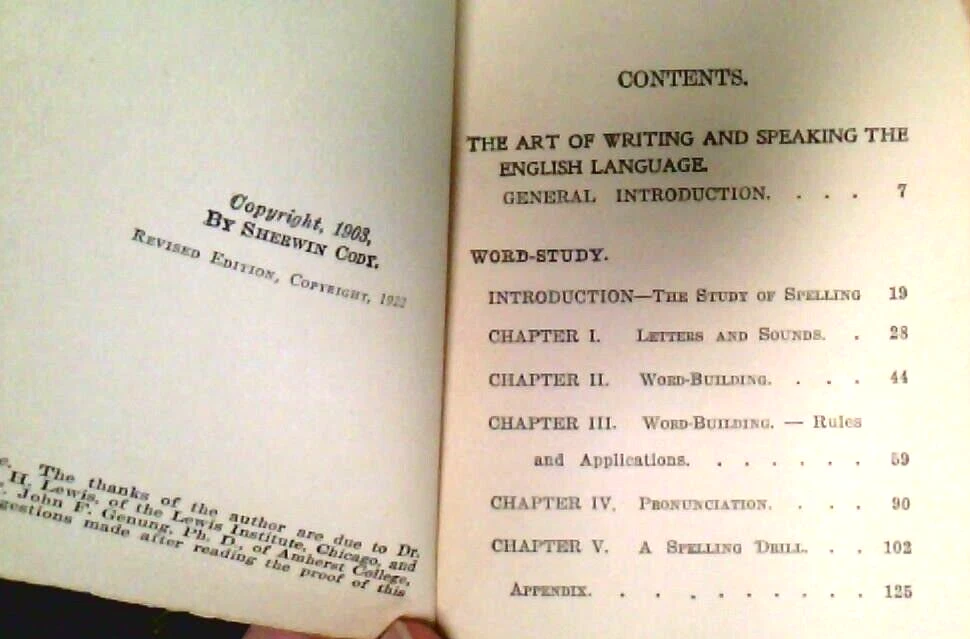 Copyright, 1903,
BY SHERWIN CODY.
REVISED EDITION, COPYRIGHT, 1922
The thanks of the author are due to Dr.
H. Lewis, of the Lewis Institute, Chicago, and
John F. Genung, Ph. D., of Amherst College,
made after reading the proof of this
CONTENTS.
THE ART OF WRITING AND SPEAKING THE
ENGLISH LANGUAGE.
GENERAL INTRODUCTION. . . . 7
WORD-STUDY.
INTRODUCTION—THE STUDY OF SPELLING 19
CHAPTER I. LETTERS AND SOUNDS. . 28
CHAPTER II. WORD-BUILDING. . . . 44
CHAPTER III. WORD-BUILDING. — Rules
and Applications. . . . . . . 59
CHAPTER IV. PRONUNCIATION. . . . 90
CHAPTER V. A SPELLING DRILL. . . 102
APPENDIX. . . . . . . . . . 125